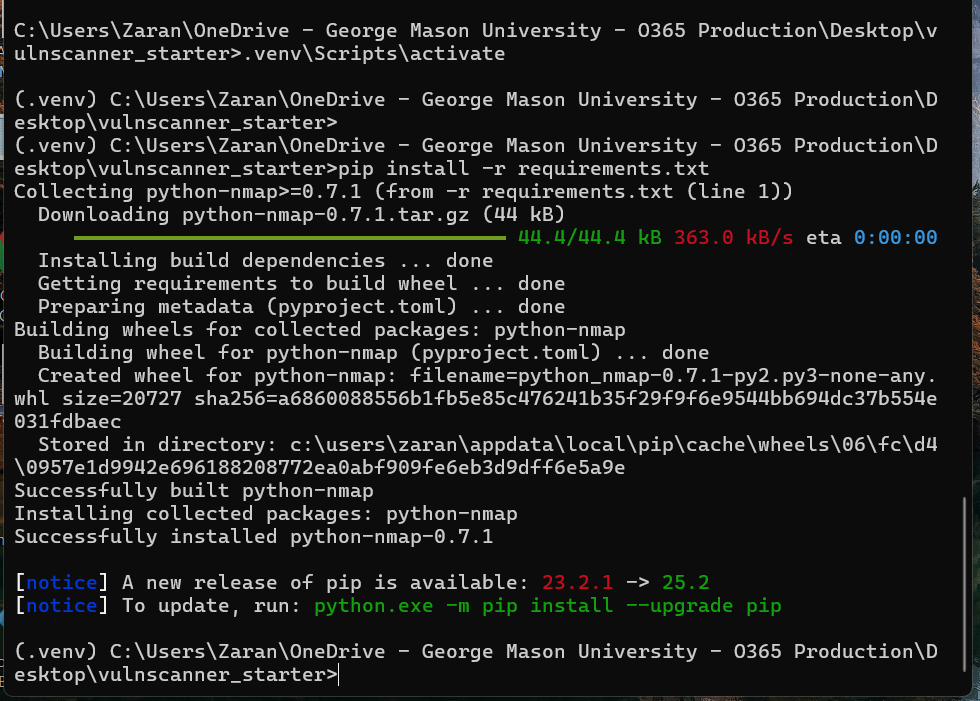 C:\Users\Zaran\OneDrive - George Mason University - O365 Production\Desktop\v
ulnscanner_starter>.venv\Scripts\activate
(.venv) C:\Users\Zaran\OneDrive - George Mason University - O365 Production\D
esktop\vulnscanner_starter>
(.venv) C:\Users\Zaran\OneDrive - George Mason University - O365 Production\D
esktop\vulnscanner_starter>pip install -r requirements.txt
Collecting python-nmap>=0.7.1 (from -r requirements.txt (line 1))
Downloading python-nmap-0.7.1.tar.gz (44 kB)
44.4/44.4 kB 363.0 kB/s eta 0:00:00
Installing build dependencies ... done
Getting requirements to build wheel ... done
Preparing metadata (pyproject.toml) ... done
Building wheels for collected packages: python-nmap
Building wheel for python-nmap (pyproject.toml) ... done
Created wheel for python-nmap: filename=python_nmap-0.7.1-py2.py3-none-any.
whl size=20727 sha256=a6860088556b1fb5e85c476241b35f29f9f6e9544bb694dc37b554e
031fdbaec
Stored in directory: c:\users\zaran\appdata\local\pip\cache\wheels\06\fc\d4
\0957e1d9942e696188208772ea0abf909fe6eb3d9dff6e5a9e
Successfully built python-nmap
Installing collected packages: python-nmap
Successfully installed python-nmap-0.7.1
[notice] A new release of pip is available: 23.2.1 -> 25.2
[notice] To update, run: python.exe -m pip install --upgrade pip
(.venv) C:\Users\Zaran\OneDrive - George Mason University - O365 Production\D
esktop\vulnscanner_starter>